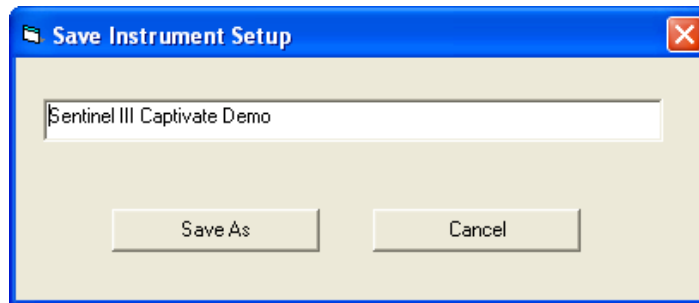 Save Instrument Setup
Sentinel III Captivate Demo
Save As Cancel